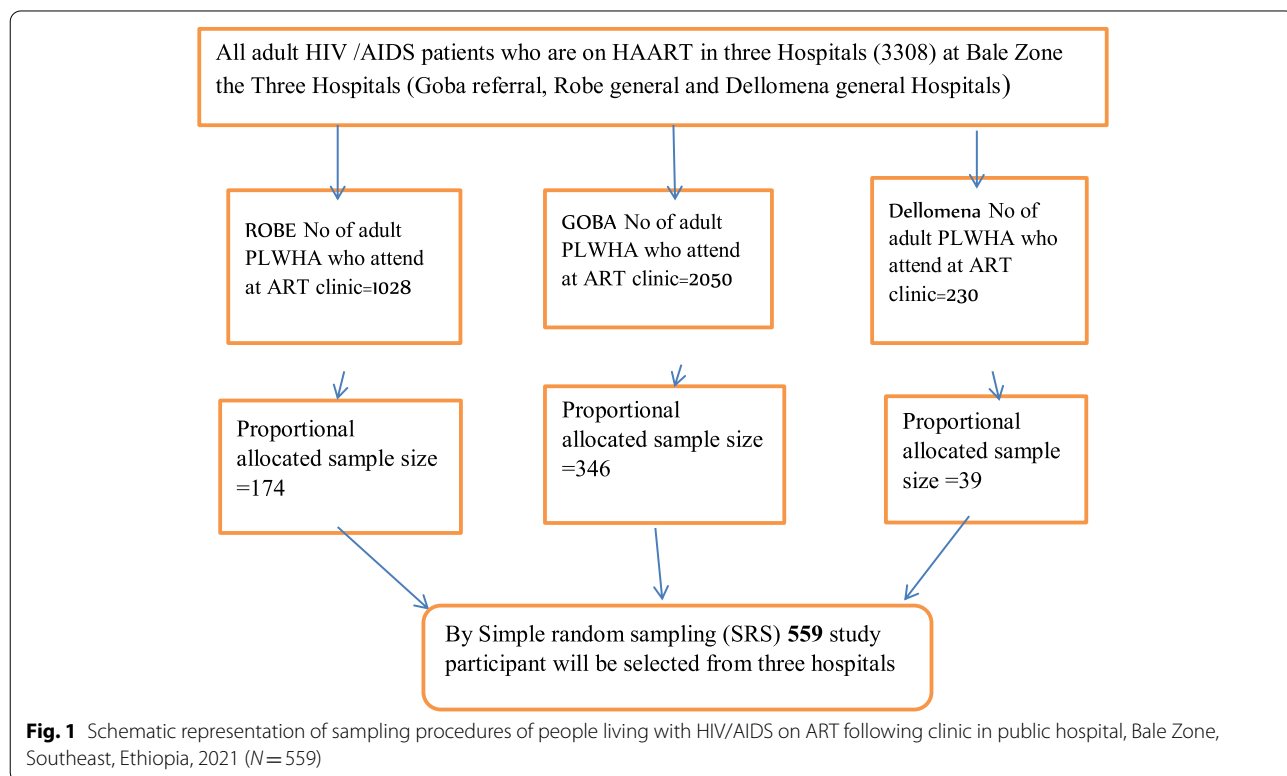 All adult HIV /AIDS patients who are on HAART in three Hospitals (3308) at Bale Zone
the Three Hospitals (Goba referral, Robe general and Dellomena general Hospitals)
ROBE No of adult
PLWHA who attend
at ART clinic=1028
GOBA No of adult
PLWHA who attend
at ART clinic=2050
Dellomena No of
adult PLWHA who
attend at ART
clinic=230
Proportional
allocated sample size
=174
Proportional
allocated sample size
=346
Proportional
allocated sample
size =39
By Simple random sampling (SRS) 559 study
participant will be selected from three hospitals
Fig. 1 Schematic representation of sampling procedures of people living with HIV/AIDS on ART following clinic in public hospital, Bale Zone,
Southeast, Ethiopia, 2021 (N = 559)